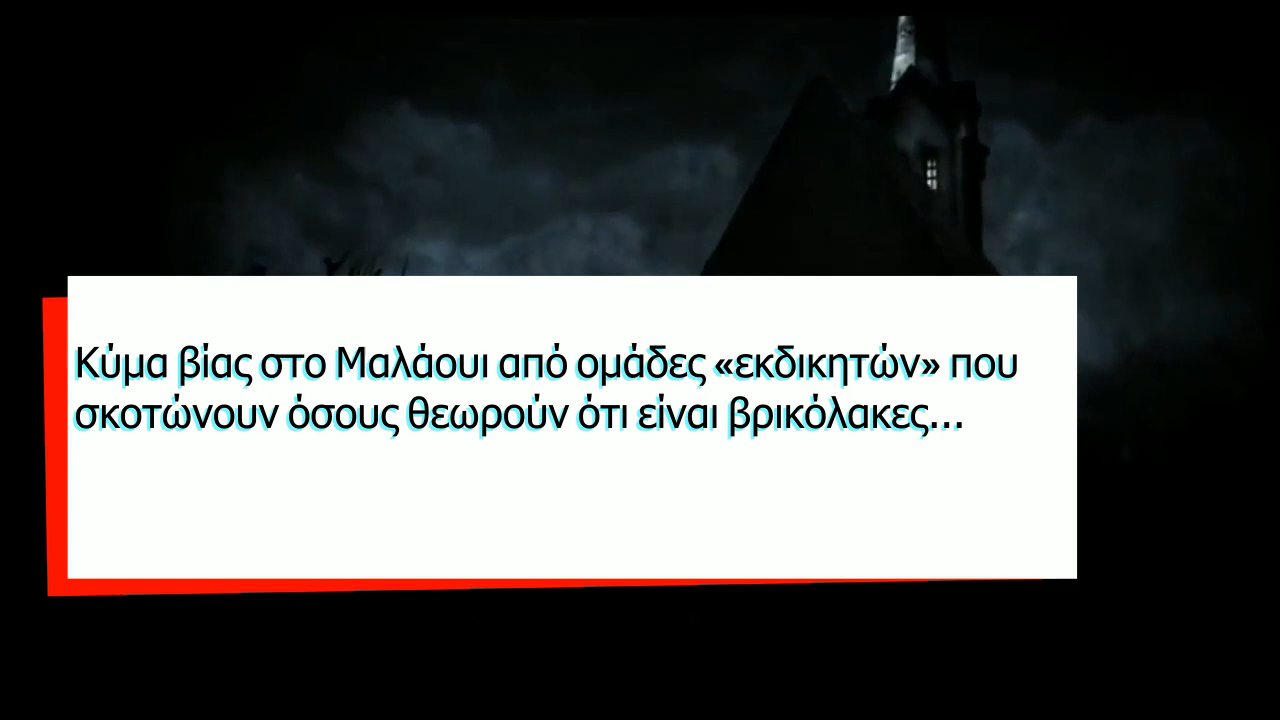 Κύμα βίας στο Μαλάουι από ομάδες «εκδικητών» που
σκοτώνουν όσους θεωρούν ότι είναι βρικόλακες...